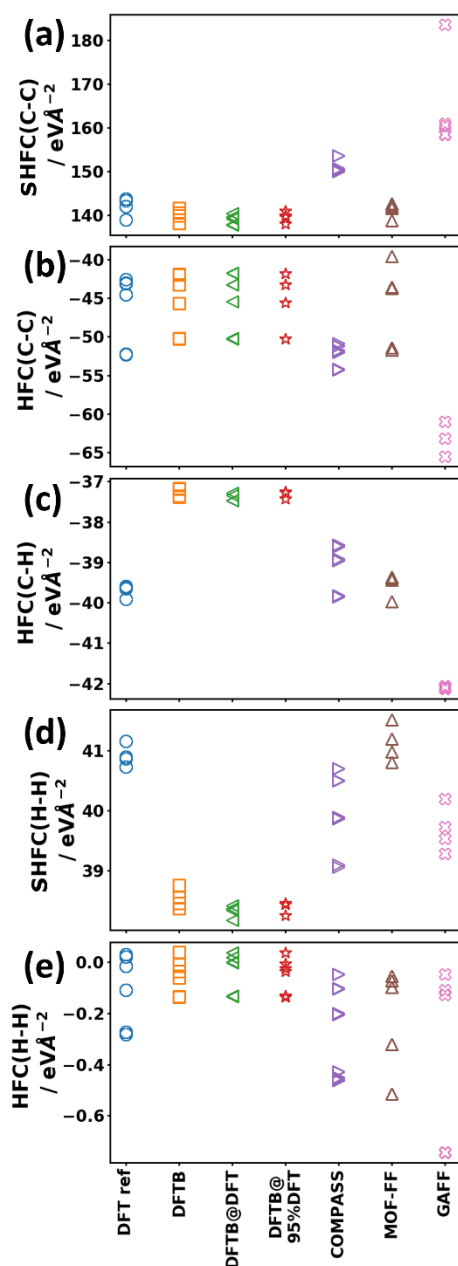 (a)
SHFC(C-C)
/ eVÅ⁻²
180
170
160
150
140
(b)
HFC(C-C)
/ eVÅ⁻²
−40
−45
−50
−55
−60
−65
(c)
HFC(C-H)
/ eVÅ⁻²
−37
−38
−39
−40
−41
−42
(d)
SHFC(H-H)
/ eVÅ⁻²
41
40
39
(e)
HFC(H-H)
/ eVÅ⁻²
0.0
−0.2
−0.4
−0.6
DFT ref
DFTB
DFTB@DFT
DFTB@
95%DFT
COMPASS
MOF-FF
GAFF